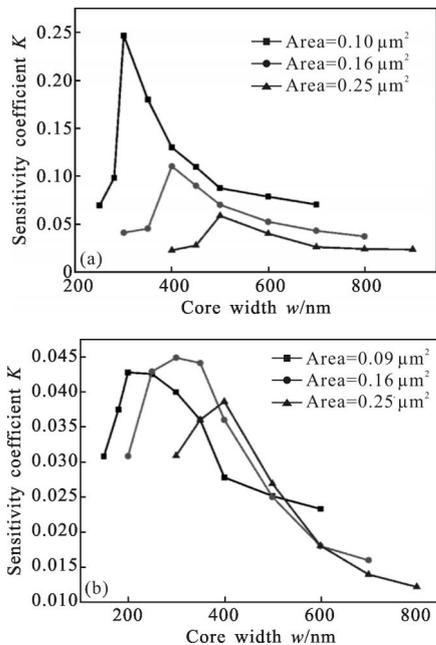 Sensitivity coefficient K
0.25
0.20
0.15
0.10
0.05
0
Area=0.10 μm²
Area=0.16 μm²
Area=0.25 μm²
(a)
200 400 600 800
Core width w/nm
Sensitivity coefficient K
0.045
0.040
0.035
0.030
0.025
0.020
0.015
0.010
Area=0.09 μm²
Area=0.16 μm²
Area=0.25 μm²
(b)
200 400 600 800
Core width w/nm